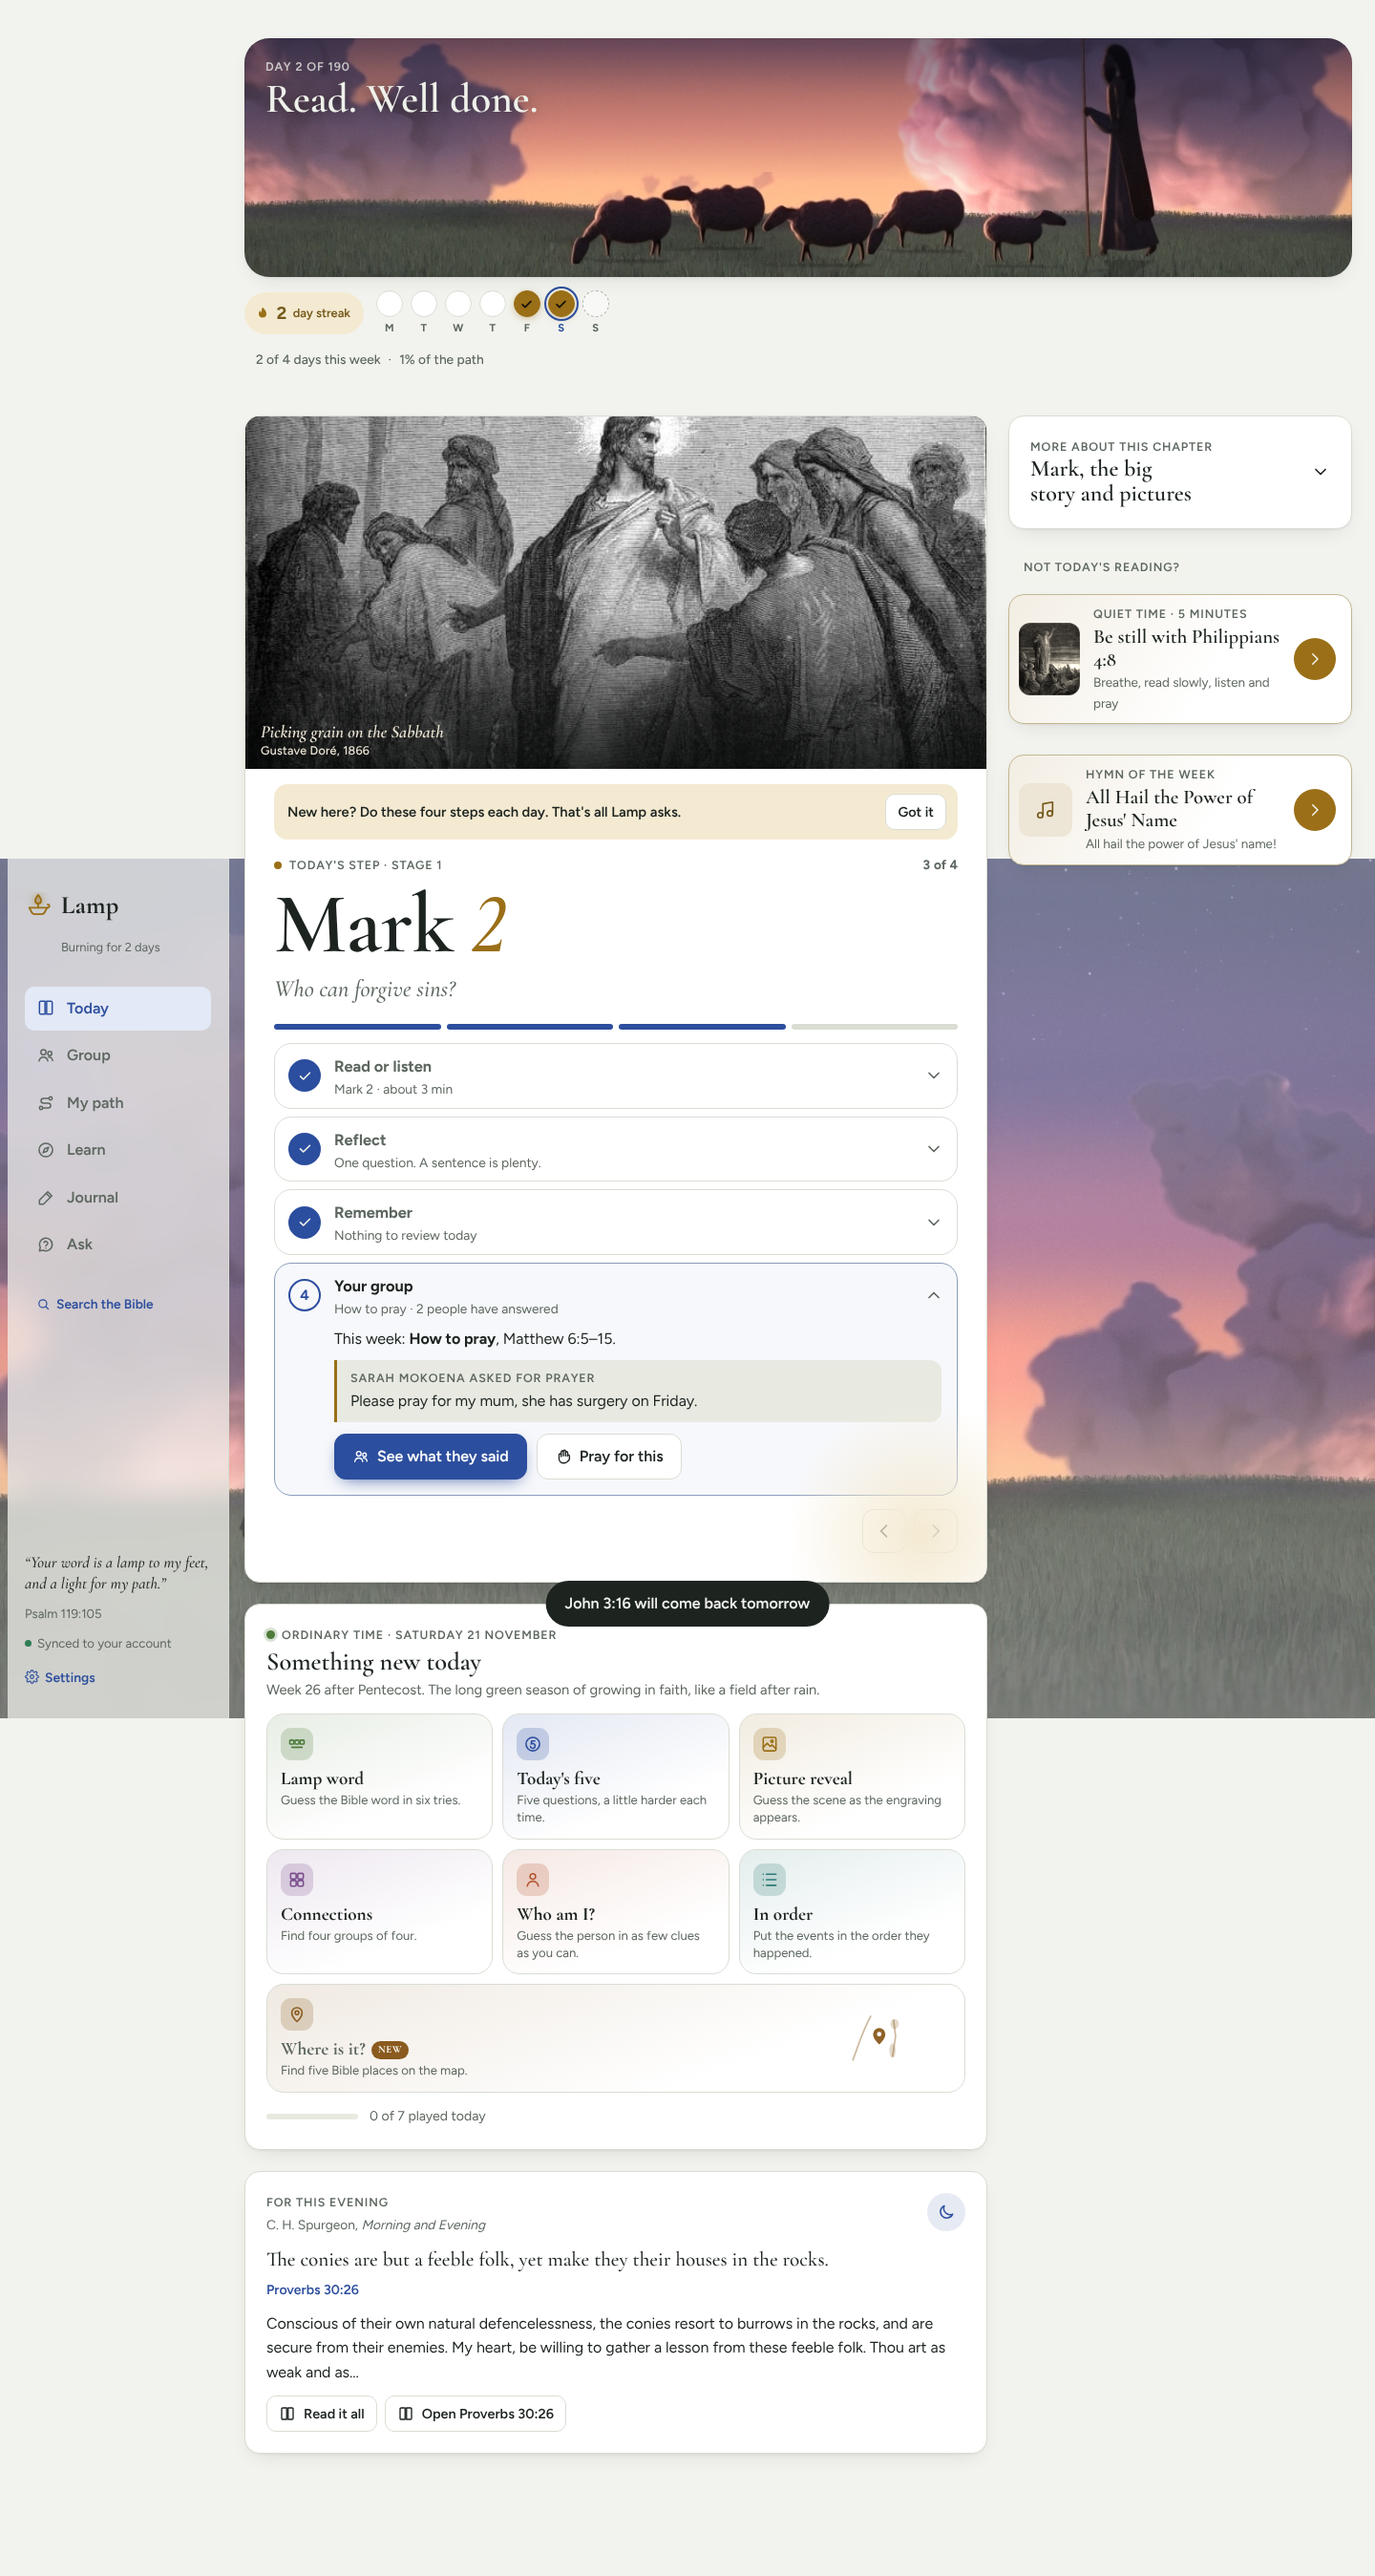 DAY 2 OF 190
Read. Well done.
2 day streak
M T W T F S S
2 of 4 days this week · 1% of the path
Picking grain on the Sabbath
Gustave Doré, 1866
New here? Do these four steps each day. That's all Lamp asks.
Got it
TODAY'S STEP · STAGE 1
3 of 4
Mark 2
Who can forgive sins?
Read or listen
Mark 2 · about 3 min
Reflect
One question. A sentence is plenty.
Remember
Nothing to review today
4
Your group
How to pray · 2 people have answered
This week: How to pray, Matthew 6:5–15.
SARAH MOKOENA ASKED FOR PRAYER
Please pray for my mum, she has surgery on Friday.
See what they said
Pray for this
MORE ABOUT THIS CHAPTER
Mark, the big
story and pictures
NOT TODAY'S READING?
QUIET TIME · 5 MINUTES
Be still with Philippians
4:8
Breathe, read slowly, listen and
pray
HYMN OF THE WEEK
All Hail the Power of
Jesus' Name
All hail the power of Jesus' name!
Lamp
Burning for 2 days
Today
Group
My path
Learn
Journal
Ask
Search the Bible
“Your word is a lamp to my feet,
and a light for my path.”
Psalm 119:105
Synced to your account
Settings
John 3:16 will come back tomorrow
ORDINARY TIME · SATURDAY 21 NOVEMBER
Something new today
Week 26 after Pentecost. The long green season of growing in faith, like a field after rain.
Lamp word
Guess the Bible word in six tries.
5
Today's five
Five questions, a little harder each
time.
Picture reveal
Guess the scene as the engraving
appears.
Connections
Find four groups of four.
Who am I?
Guess the person in as few clues
as you can.
In order
Put the events in the order they
happened.
Where is it? NEW
Find five Bible places on the map.
0 of 7 played today
FOR THIS EVENING
C. H. Spurgeon, Morning and Evening
The conies are but a feeble folk, yet make they their houses in the rocks.
Proverbs 30:26
Conscious of their own natural defencelessness, the conies resort to burrows in the rocks, and are
secure from their enemies. My heart, be willing to gather a lesson from these feeble folk. Thou art as
weak and as…
Read it all
Open Proverbs 30:26